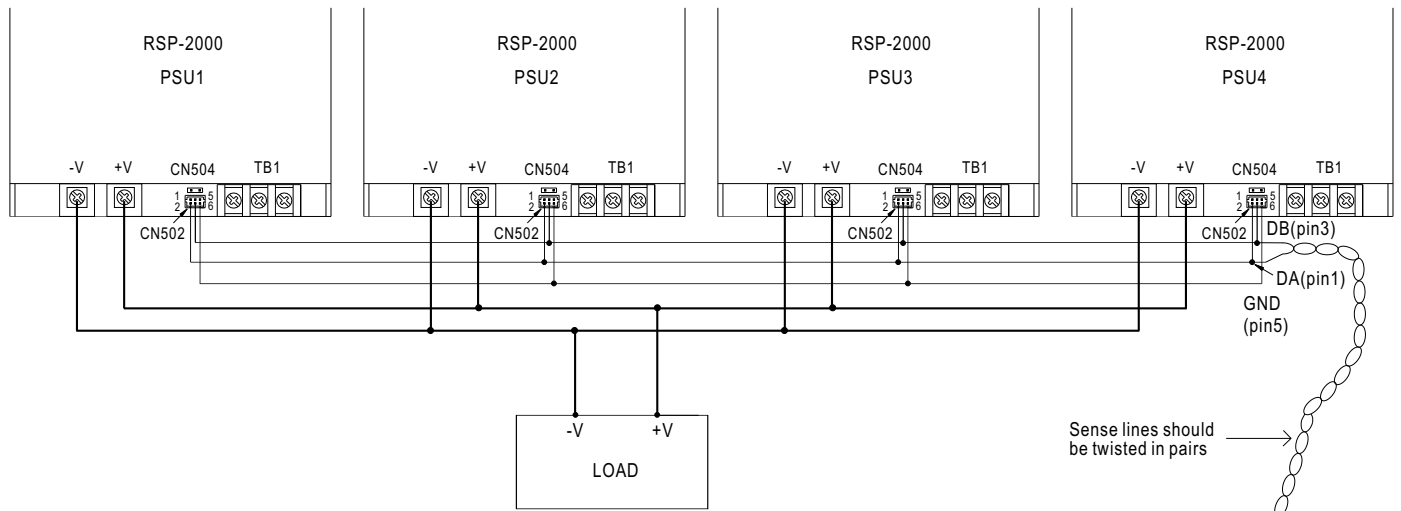 RSP-2000
PSU1
-V +V CN504 TB1
1 5
2 6
CN502
RSP-2000
PSU2
-V +V CN504 TB1
1 5
2 6
CN502
RSP-2000
PSU3
-V +V CN504 TB1
1 5
2 6
CN502
RSP-2000
PSU4
-V +V CN504 TB1
1 5
2 6
CN502
DB(pin3)
DA(pin1)
GND
(pin5)
-V +V
LOAD
Sense lines should
be twisted in pairs